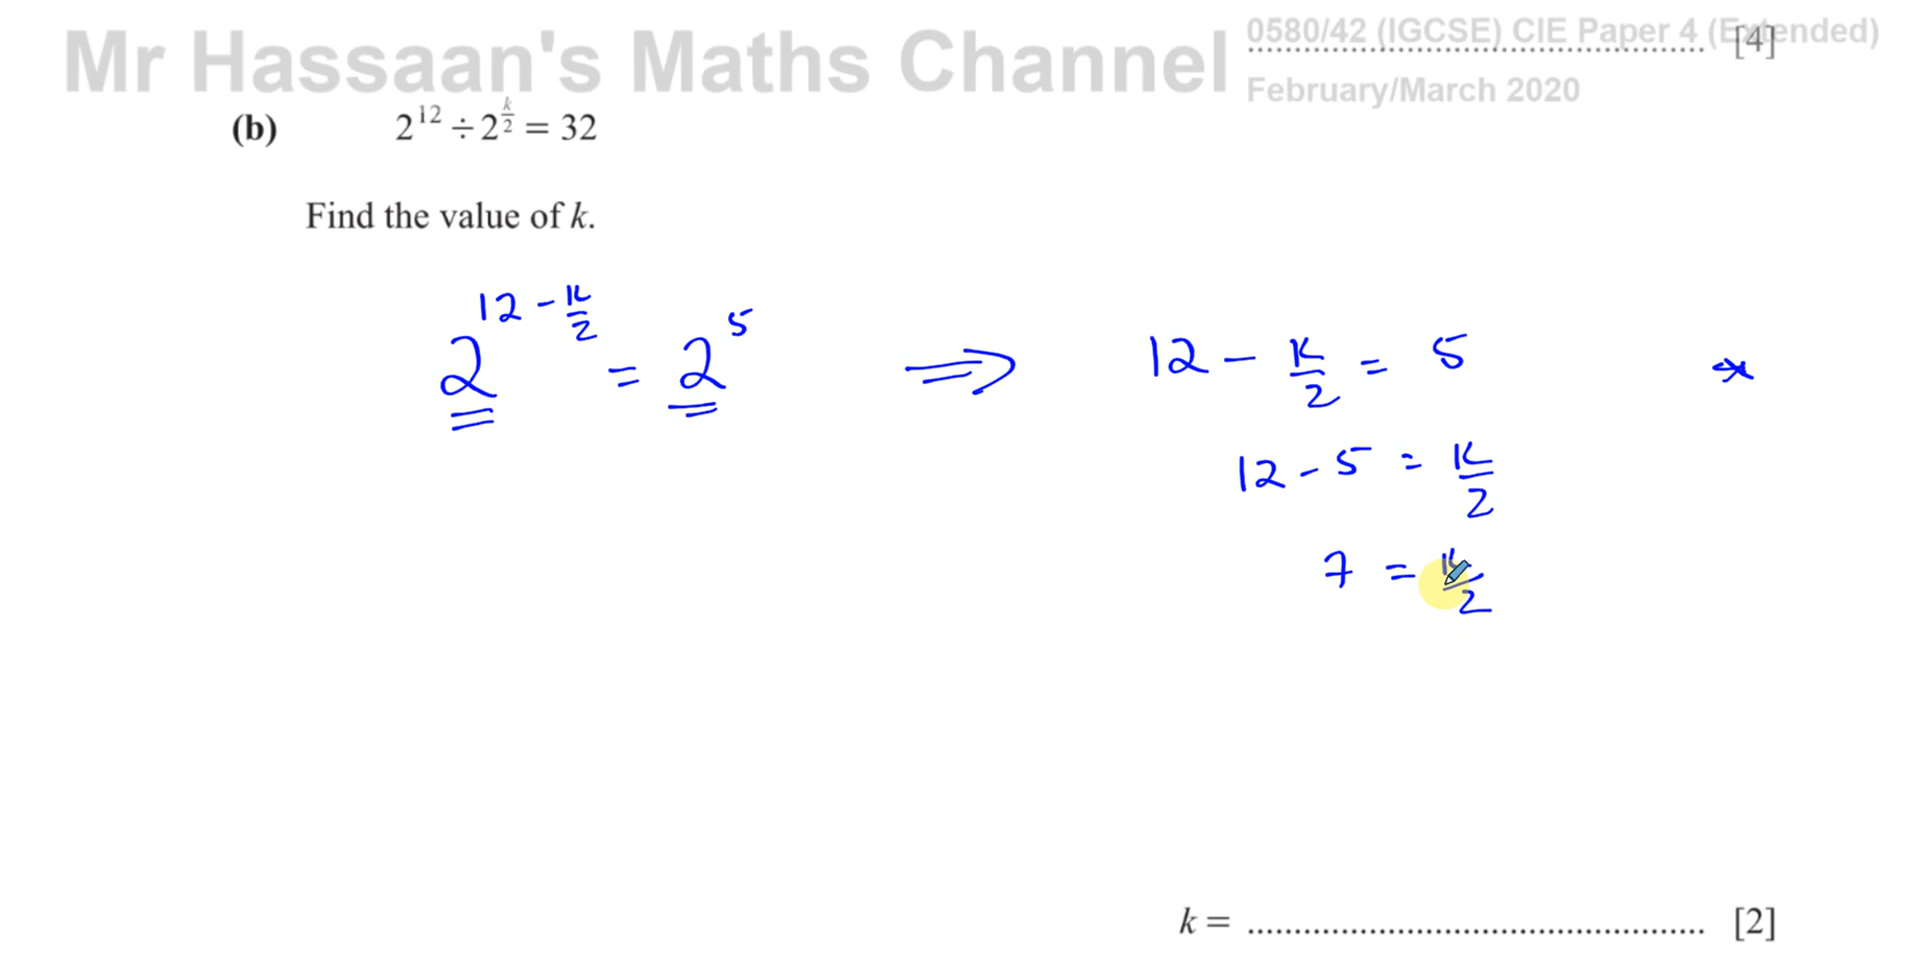 Mr Hassaan's Maths Channel
0580/42 (IGCSE) CIE Paper 4 (Extended) [4]
February/March 2020
(b) 2^12 ÷ 2^(k/2) = 32
Find the value of k.
2^(12 - k/2) = 2^5 ⇒ 12 - k/2 = 5 *
12 - 5 = k/2
7 = k/2
k = ................................................ [2]